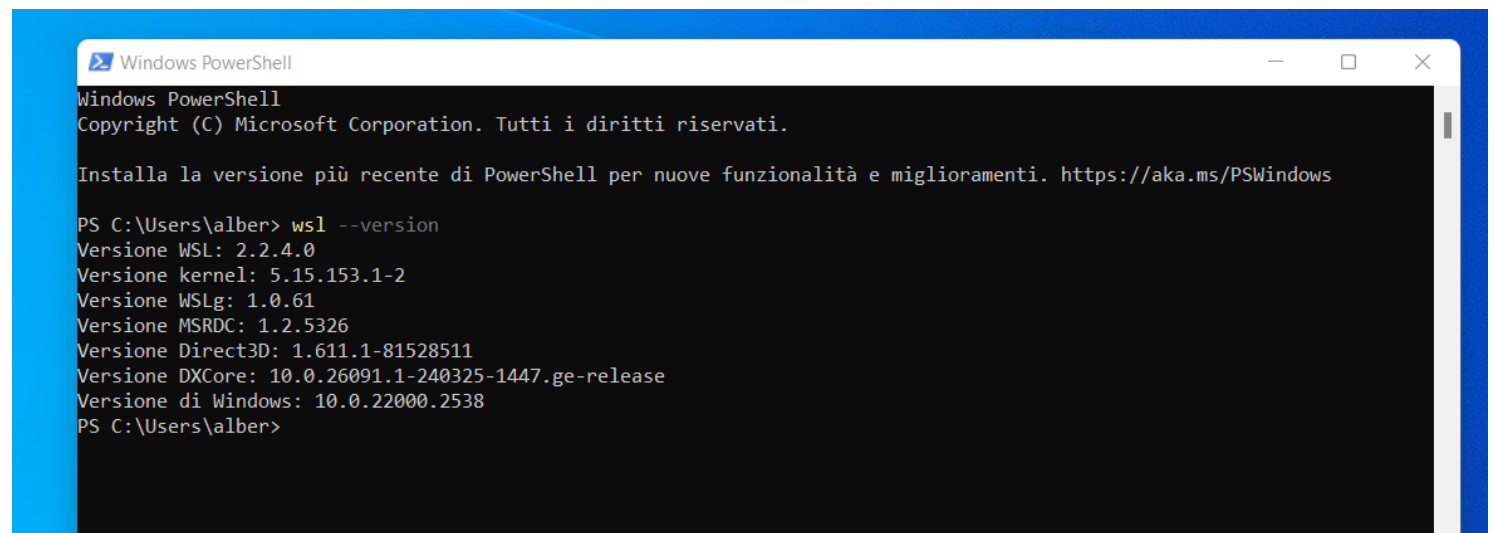 Windows PowerShell
Windows PowerShell
Copyright (C) Microsoft Corporation. Tutti i diritti riservati.
Installa la versione più recente di PowerShell per nuove funzionalità e miglioramenti. https://aka.ms/PSWindows
PS C:\Users\alber> wsl --version
Versione WSL: 2.2.4.0
Versione kernel: 5.15.153.1-2
Versione WSLg: 1.0.61
Versione MSRDC: 1.2.5326
Versione Direct3D: 1.611.1-81528511
Versione DXCore: 10.0.26091.1-240325-1447.ge-release
Versione di Windows: 10.0.22000.2538
PS C:\Users\alber>